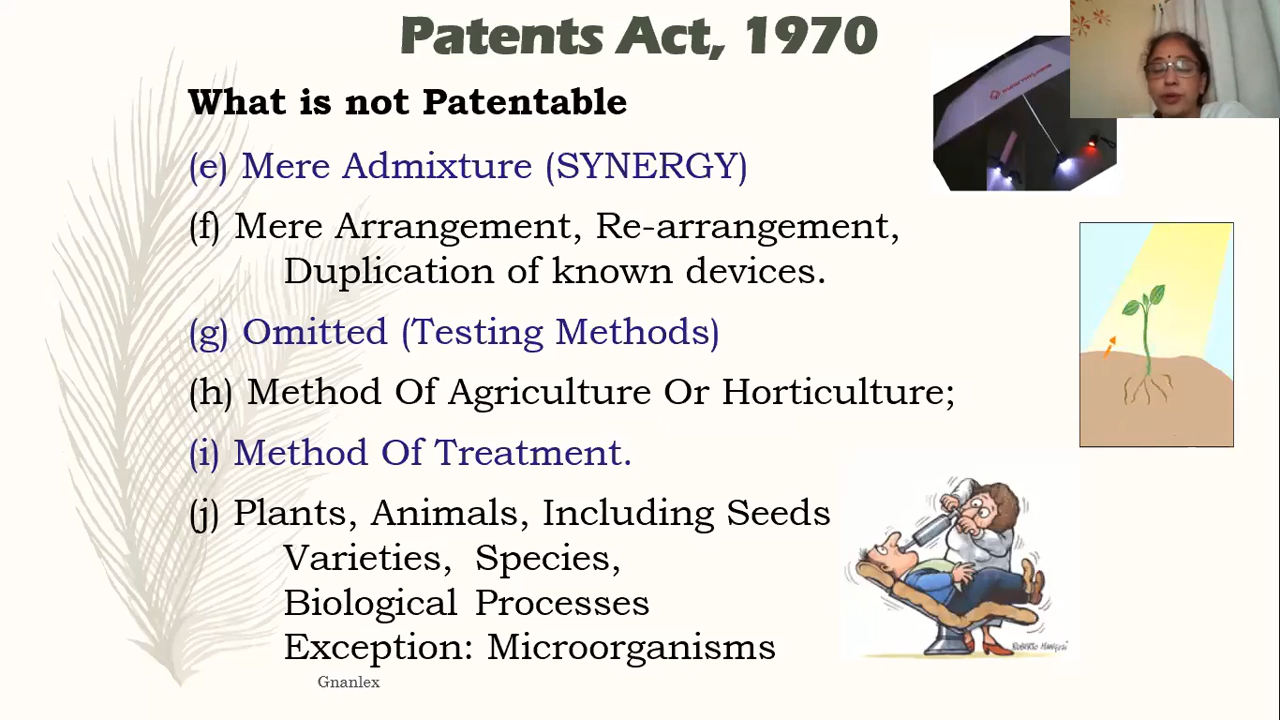 Patents Act, 1970
What is not Patentable
(e) Mere Admixture (SYNERGY)
(f) Mere Arrangement, Re-arrangement,
Duplication of known devices.
(g) Omitted (Testing Methods)
(h) Method Of Agriculture Or Horticulture;
(i) Method Of Treatment.
(j) Plants, Animals, Including Seeds
Varieties, Species,
Biological Processes
Exception: Microorganisms
Gnanlex